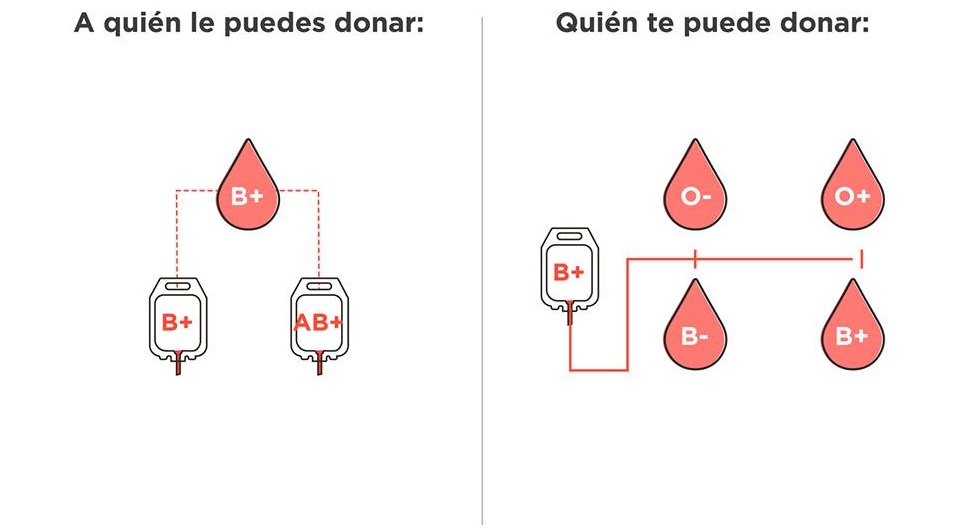 A quién le puedes donar:
B+
B+
AB+
Quién te puede donar:
O-
O+
B+
B-
B+